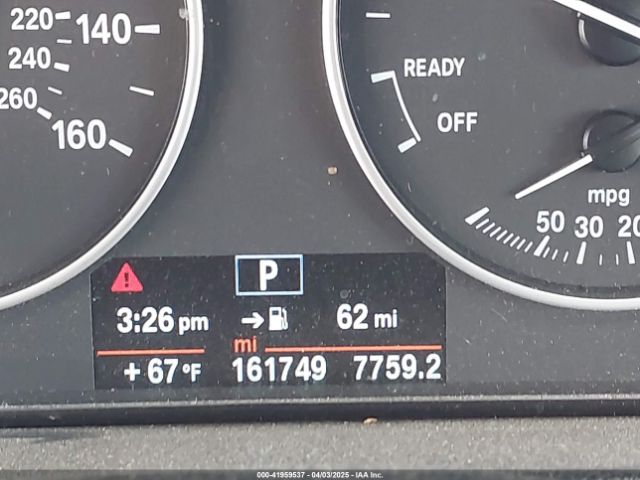 220 140
240
260 160
READY
OFF
mpg
50 30 20
P
3:26 pm → 62 mi
mi
+67°F 161749 7759.2
000-41959537 - 04/03/2025 - IAA Inc.